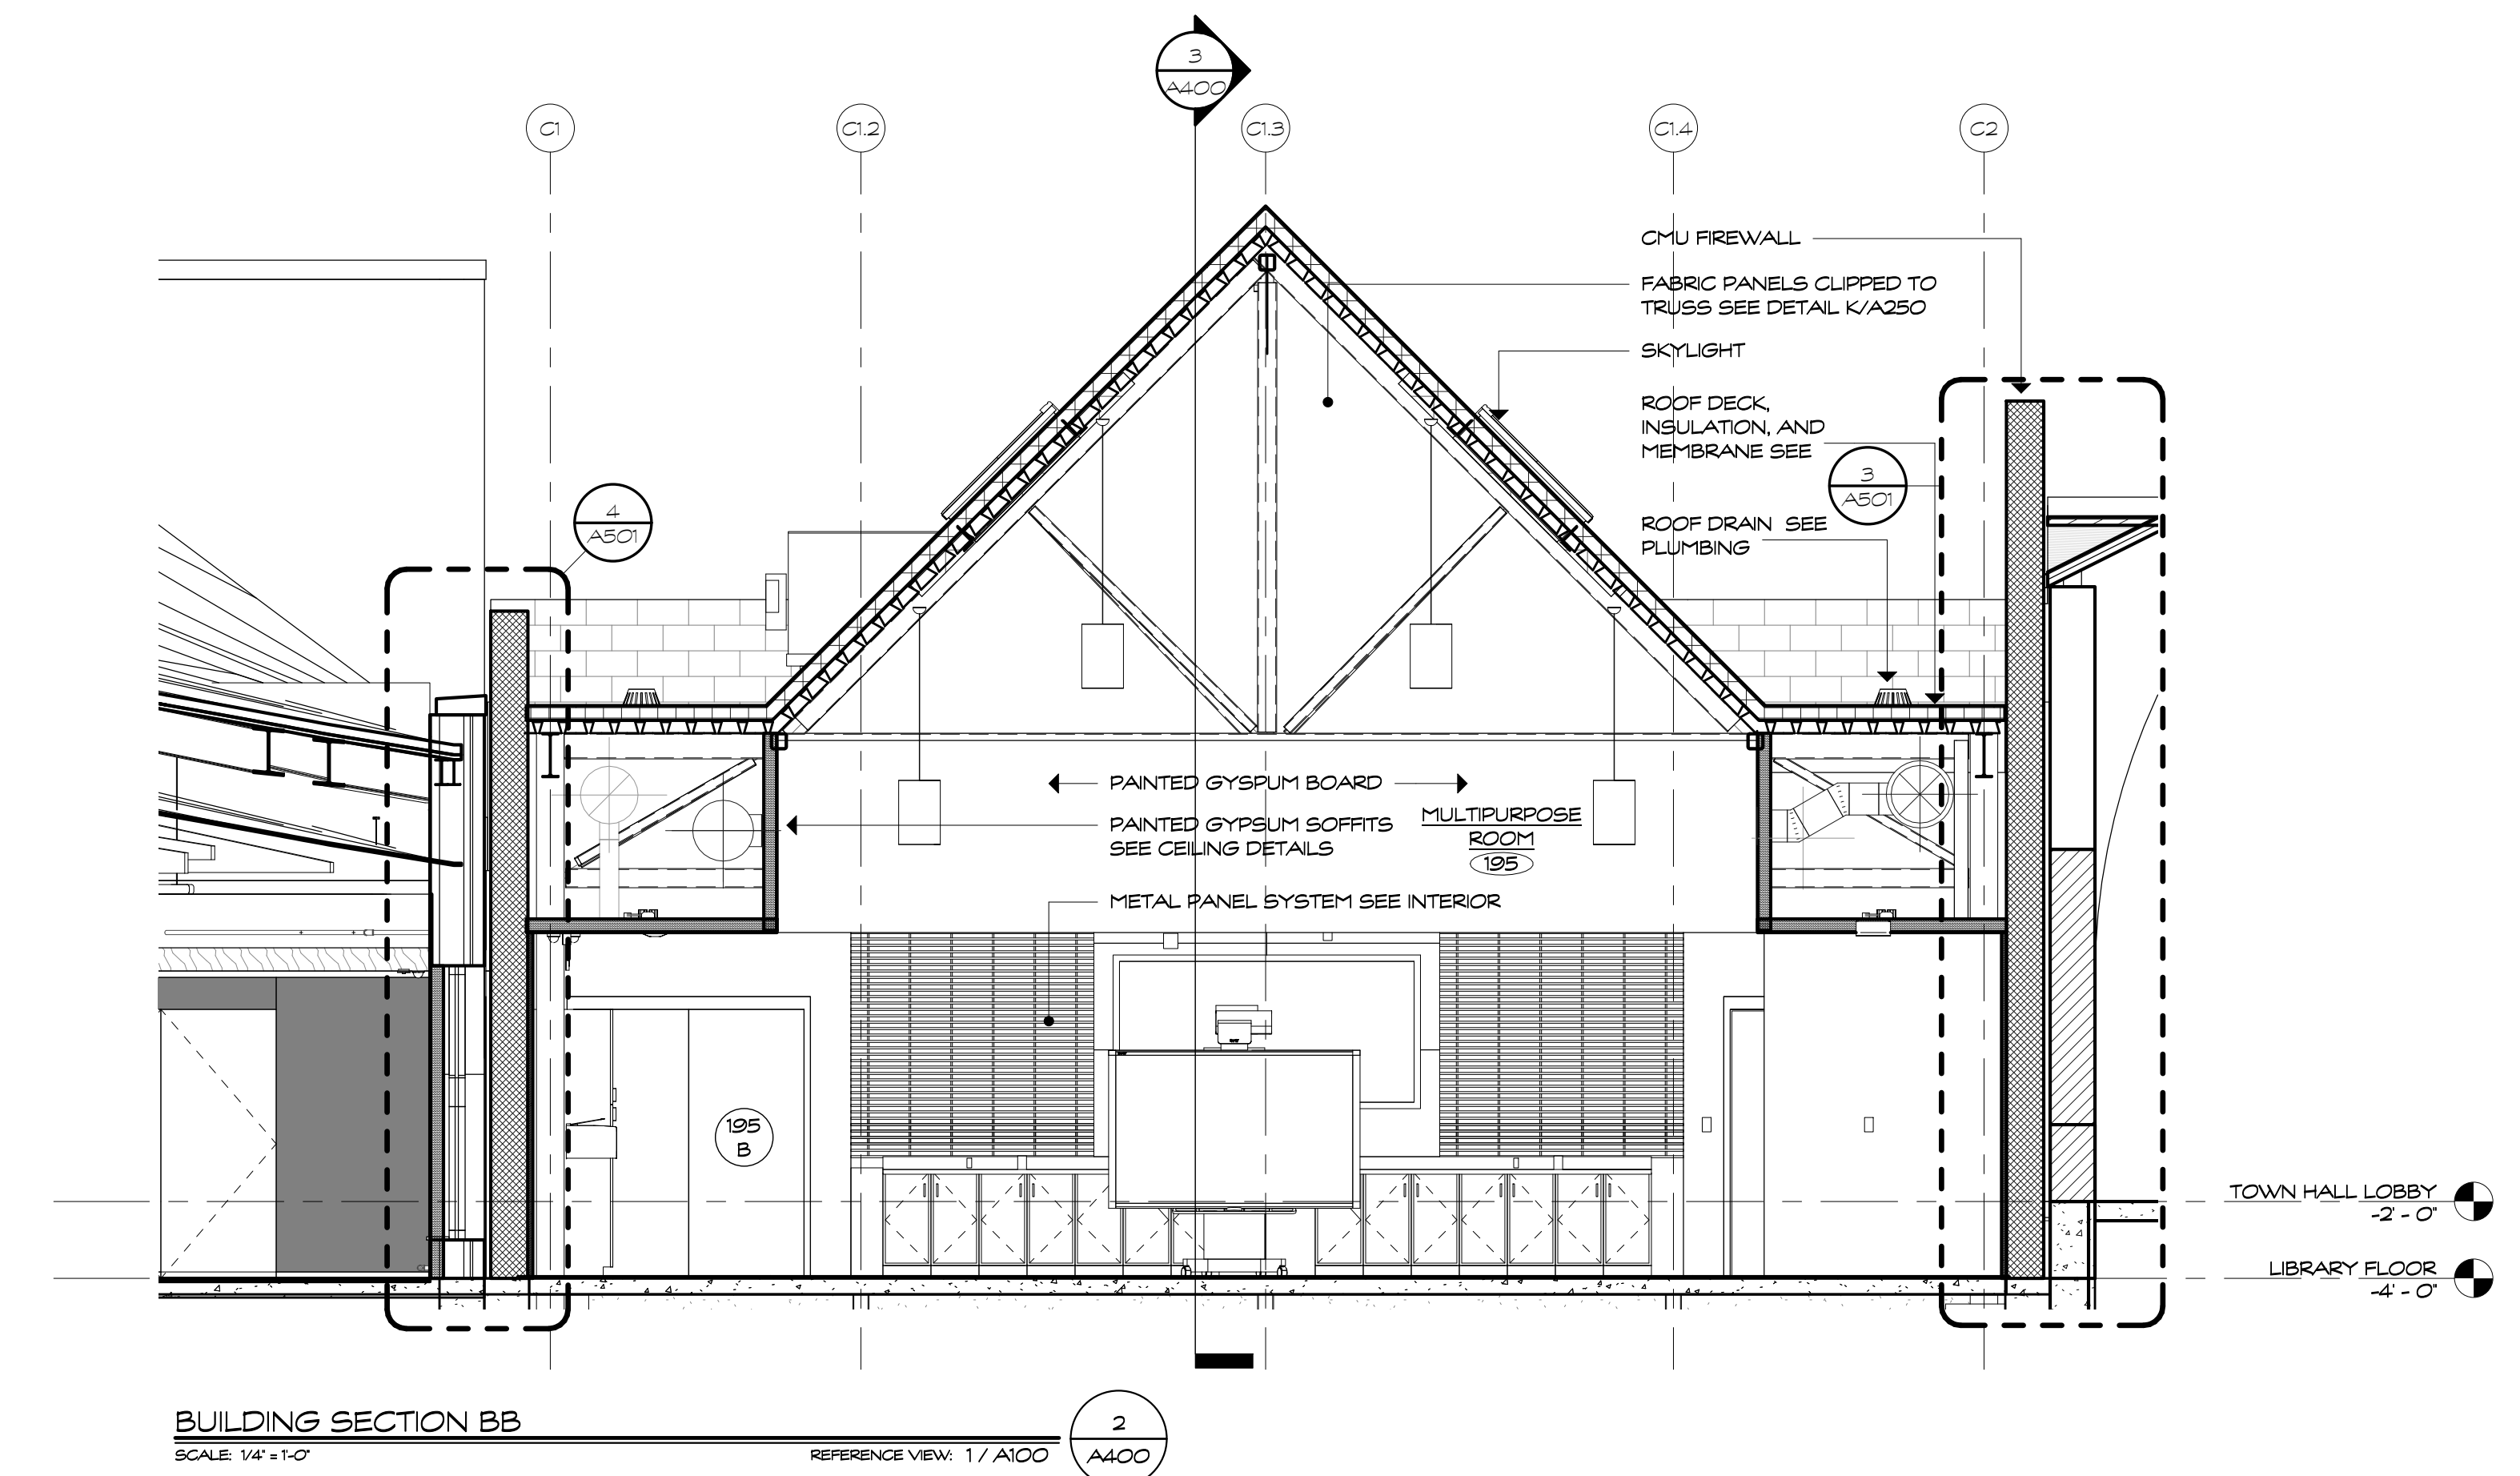 3
A400
C1
C1.2
C1.3
C1.4
C2
CMU FIREWALL
FABRIC PANELS CLIPPED TO
TRUSS SEE DETAIL K/A250
SKYLIGHT
ROOF DECK,
INSULATION, AND
MEMBRANE SEE
3
A501
4
A501
ROOF DRAIN SEE
PLUMBING
PAINTED GYSPUM BOARD
PAINTED GYPSUM SOFFITS
SEE CEILING DETAILS
MULTIPURPOSE
ROOM
195
METAL PANEL SYSTEM SEE INTERIOR
195
B
TOWN HALL LOBBY
-2' - 0"
LIBRARY FLOOR
-4' - 0"
BUILDING SECTION BB
SCALE: 1/4" = 1'-0"
REFERENCE VIEW: 1 / A100
2
A400